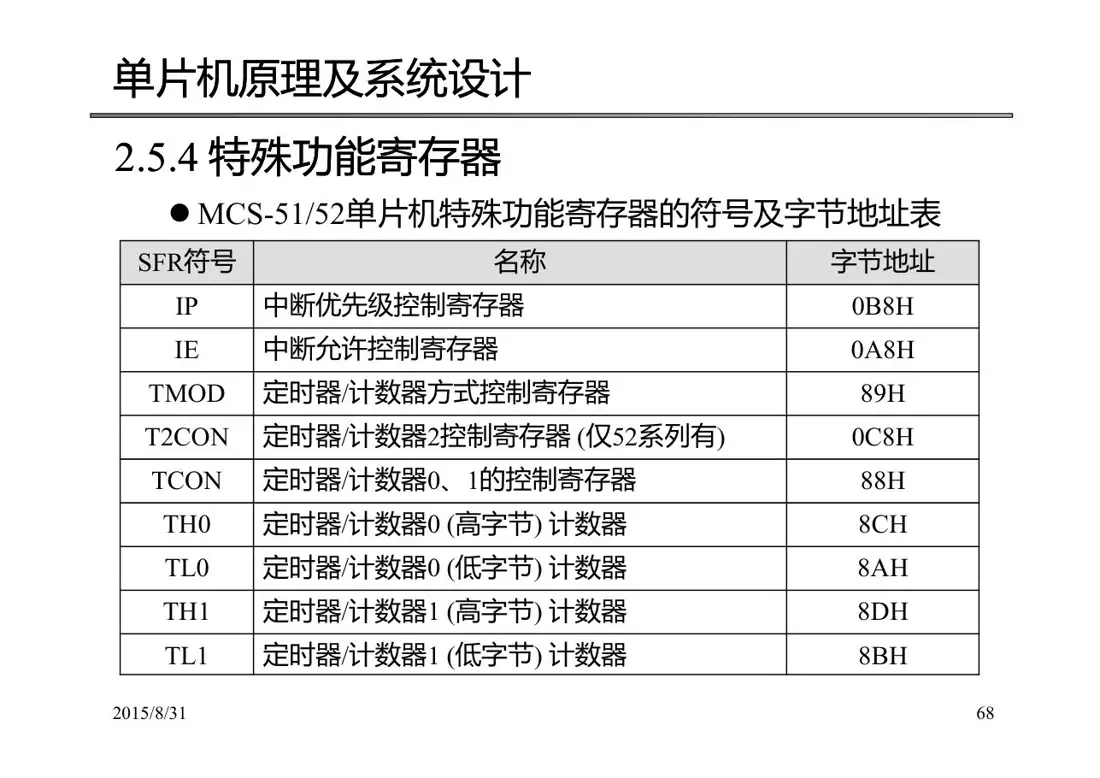 单片机原理及系统设计
2.5.4 特殊功能寄存器
● MCS-51/52单片机特殊功能寄存器的符号及字节地址表
SFR符号 名称 字节地址
IP 中断优先级控制寄存器 0B8H
IE 中断允许控制寄存器 0A8H
TMOD 定时器/计数器方式控制寄存器 89H
T2CON 定时器/计数器2控制寄存器 (仅52系列有) 0C8H
TCON 定时器/计数器0、1的控制寄存器 88H
TH0 定时器/计数器0 (高字节) 计数器 8CH
TL0 定时器/计数器0 (低字节) 计数器 8AH
TH1 定时器/计数器1 (高字节) 计数器 8DH
TL1 定时器/计数器1 (低字节) 计数器 8BH
2015/8/31 68